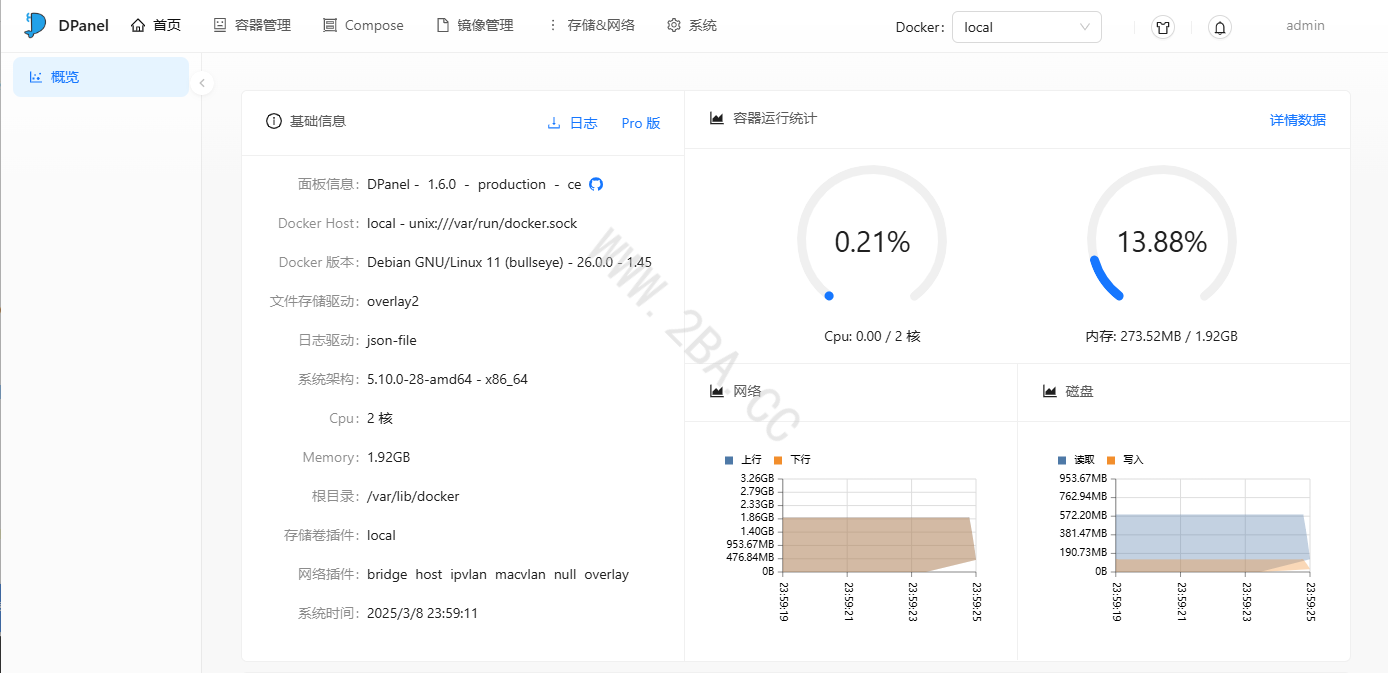 DPanel 首页 容器管理 Compose 镜像管理 存储&网络 系统 Docker: local admin
概览
基础信息 日志 Pro 版
面板信息: DPanel - 1.6.0 - production - ce
Docker Host: local - unix:///var/run/docker.sock
Docker 版本: Debian GNU/Linux 11 (bullseye) - 26.0.0 - 1.45
文件存储驱动: overlay2
日志驱动: json-file
系统架构: 5.10.0-28-amd64 - x86_64
Cpu: 2 核
Memory: 1.92GB
根目录: /var/lib/docker
存储卷插件: local
网络插件: bridge host ipvlan macvlan null overlay
系统时间: 2025/3/8 23:59:11
容器运行统计 详情数据
0.21% 13.88%
Cpu: 0.00 / 2 核 内存: 273.52MB / 1.92GB
网络
上行 下行
3.26GB
2.79GB
2.33GB
1.86GB
1.40GB
953.67MB
476.84MB
0B
23:59:19 23:59:21 23:59:23 23:59:25
磁盘
读取 写入
953.67MB
762.94MB
572.20MB
381.47MB
190.73MB
0B
23:59:19 23:59:21 23:59:23 23:59:25
WWW.2BA.CC